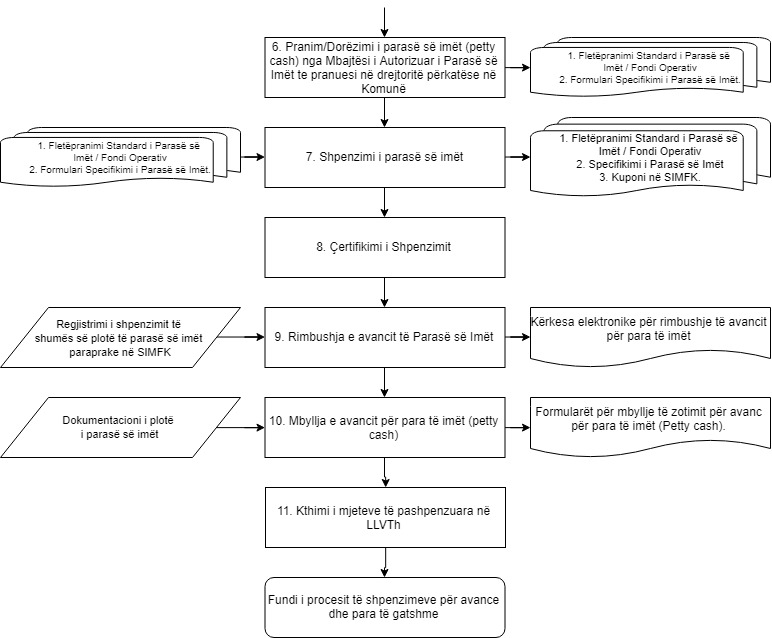 6. Pranim/Dorëzimi i parasë së imët (petty
cash) nga Mbajtësi i Autorizuar i Parasë së
Imët te pranuesi në drejtoritë përkatëse në
Komunë
1. Fletëpranimi Standard i Parasë së
Imët / Fondi Operativ
2. Formulari Specifikimi i Parasë së Imët.
1. Fletëpranimi Standard i Parasë së
Imët / Fondi Operativ
2. Formulari Specifikimi i Parasë së Imët.
7. Shpenzimi i parasë së imët
1. Fletëpranimi Standard i Parasë së
Imët / Fondi Operativ
2. Specifikimi i Parasë së Imët
3. Kuponi në SIMFK.
8. Çertifikimi i Shpenzimit
Regjistrimi i shpenzimit të
shumës së plotë të parasë së imët
paraprake në SIMFK
9. Rimbushja e avancit të Parasë së Imët
Kërkesa elektronike për rimbushje të avancit
për para të imët
Dokumentacioni i plotë
i parasë së imët
10. Mbyllja e avancit për para të imët (petty
cash)
Formularët për mbyllje të zotimit për avanc
për para të imët (Petty cash).
11. Kthimi i mjeteve të pashpenzuara në
LLVTh
Fundi i procesit të shpenzimeve për avance
dhe para të gatshme